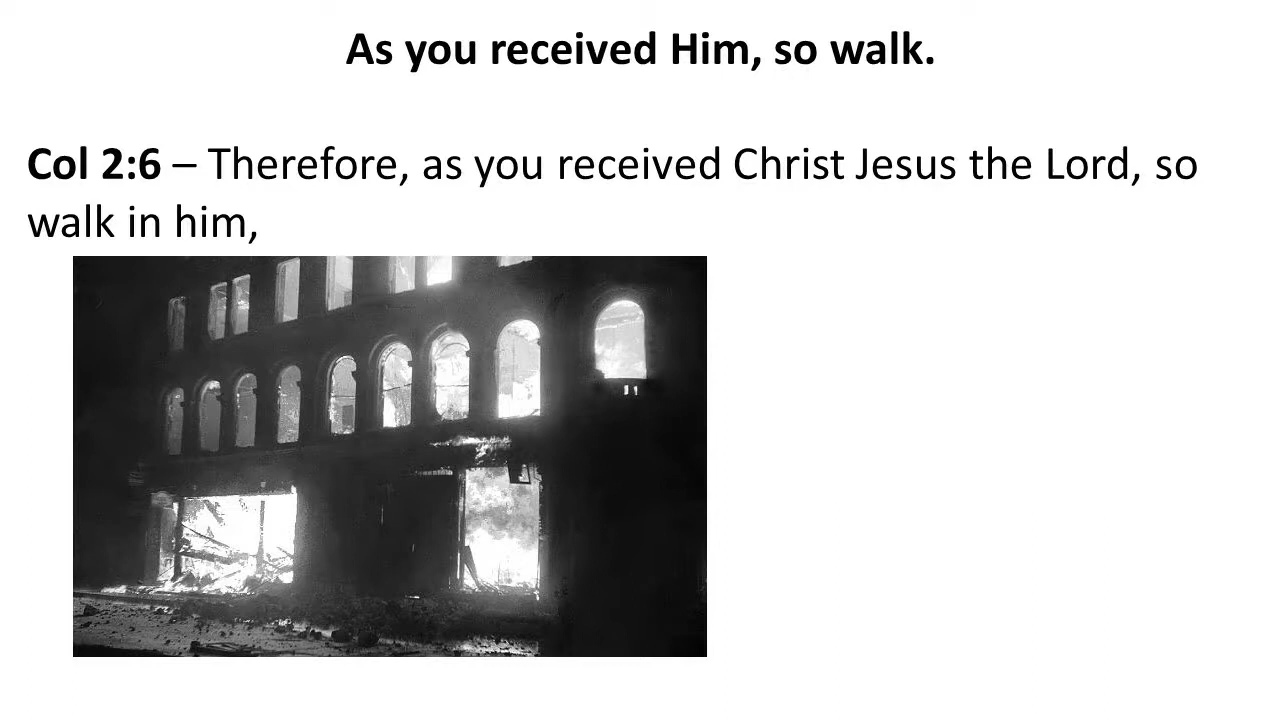 As you received Him, so walk.
Col 2:6 – Therefore, as you received Christ Jesus the Lord, so
walk in him,